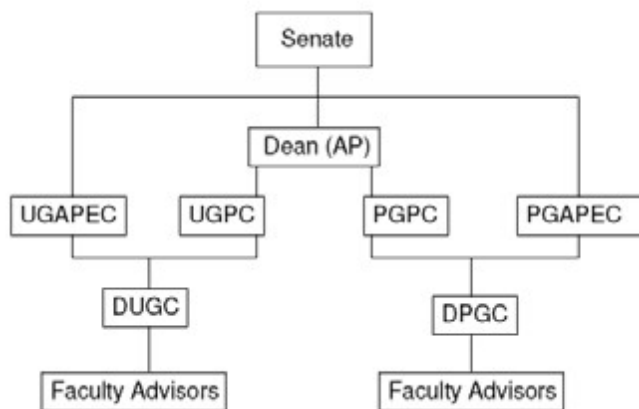 Senate
Dean (AP)
UGAPEC
UGPC
PGPC
PGAPEC
DUGC
DPGC
Faculty Advisors
Faculty Advisors